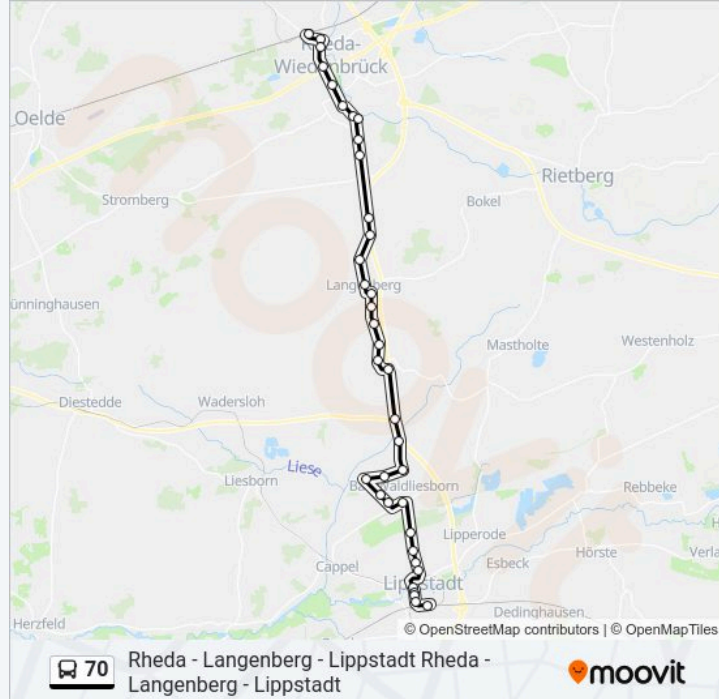 Rheda-
Wiedenbrück
Oelde
Rietberg
Stromberg
Bokel
Langenberg
ünninghausen
Mastholte
Westenholz
Diestedde
Wadersloh
Liese
Bad Waldliesborn
Liesborn
Rebbeke
Lipperode
Hörste
Verla
Esbeck
Cappel
Lippstadt
Herzfeld
Dedinghausen
© OpenStreetMap contributors | © OpenMapTiles
70
Rheda - Langenberg - Lippstadt Rheda -
Langenberg - Lippstadt
moovit